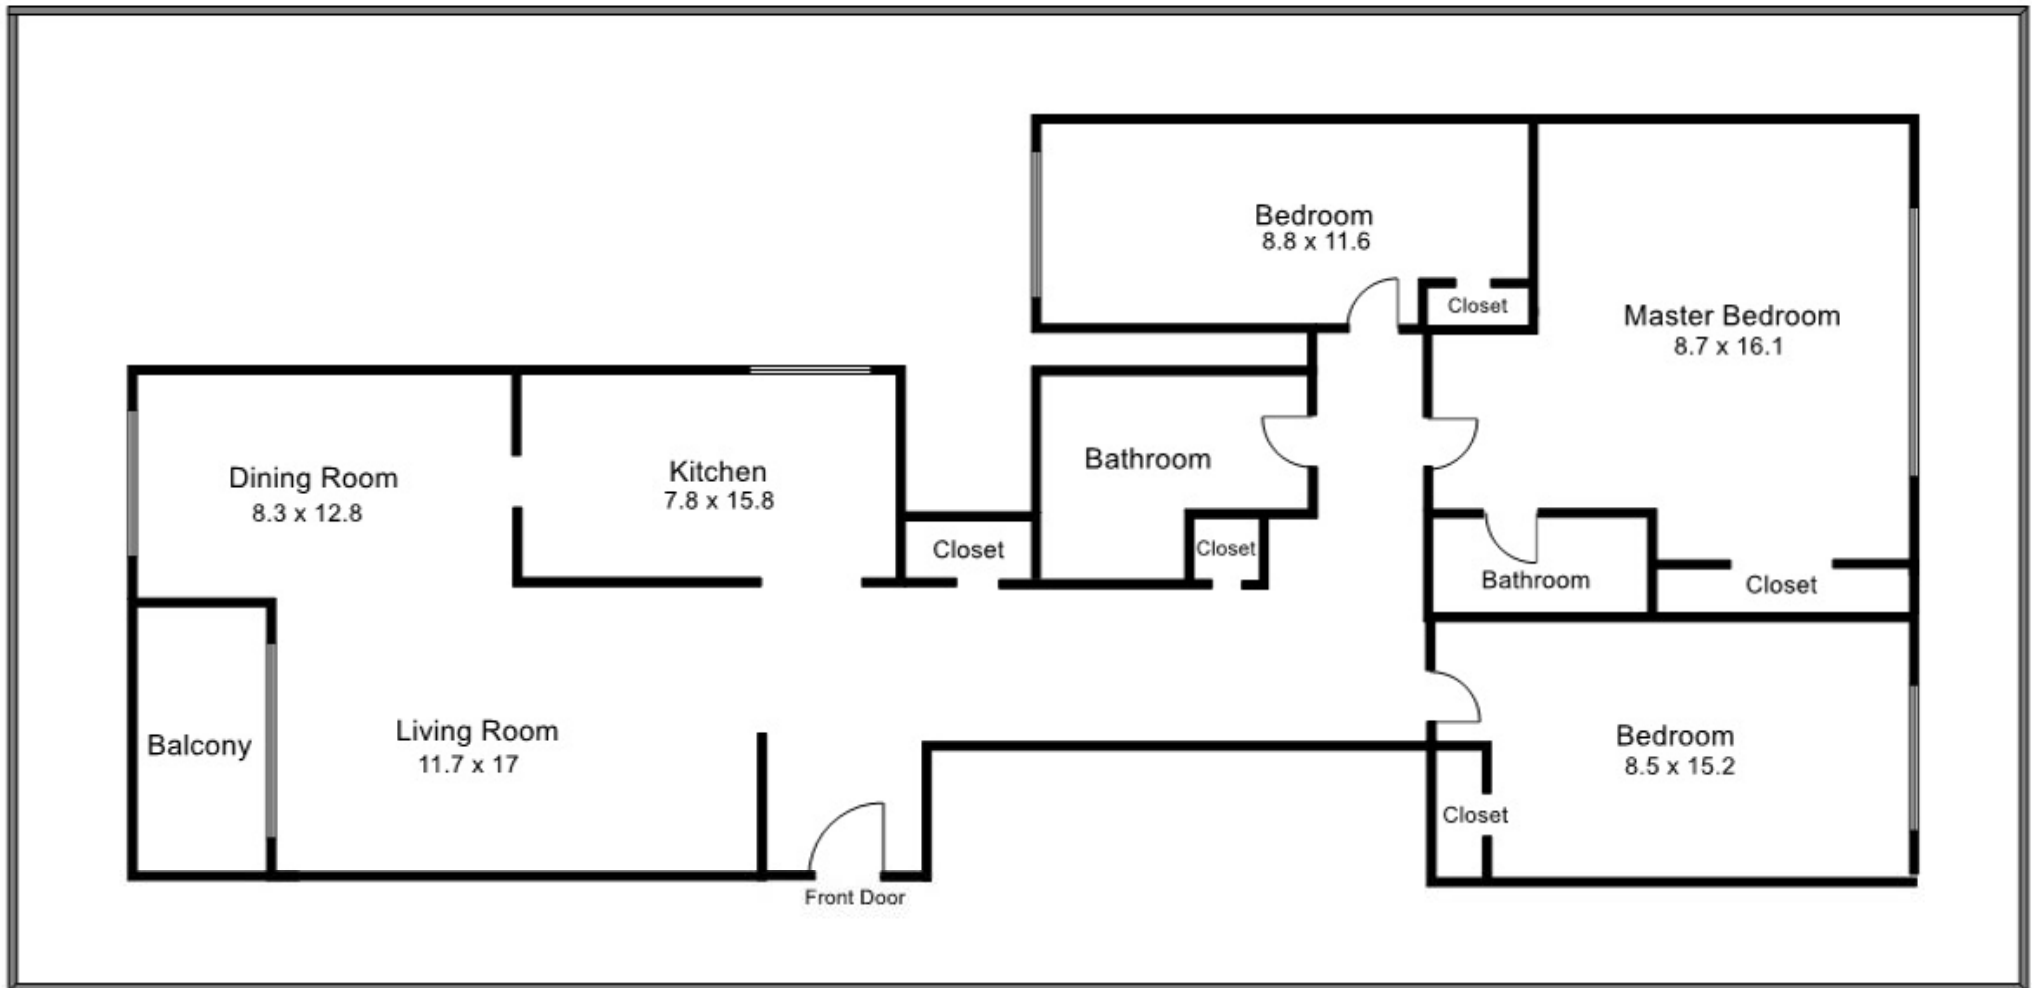 Bedroom
8.8 x 11.6
Closet
Master Bedroom
8.7 x 16.1
Dining Room
8.3 x 12.8
Kitchen
7.8 x 15.8
Bathroom
Closet
Closet
Bathroom
Closet
Balcony
Living Room
11.7 x 17
Bedroom
8.5 x 15.2
Closet
Front Door